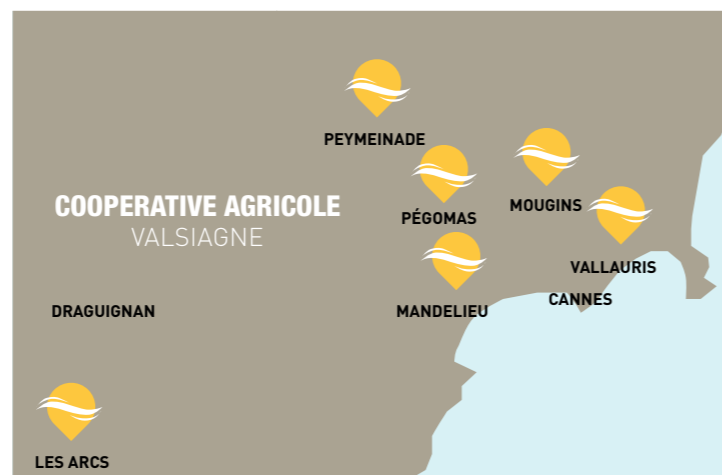 PEYMEINADE
COOPERATIVE AGRICOLE
VALSIAGNE
PÉGOMAS
MOUGINS
VALLAURIS
CANNES
DRAGUIGNAN
MANDELIEU
LES ARCS